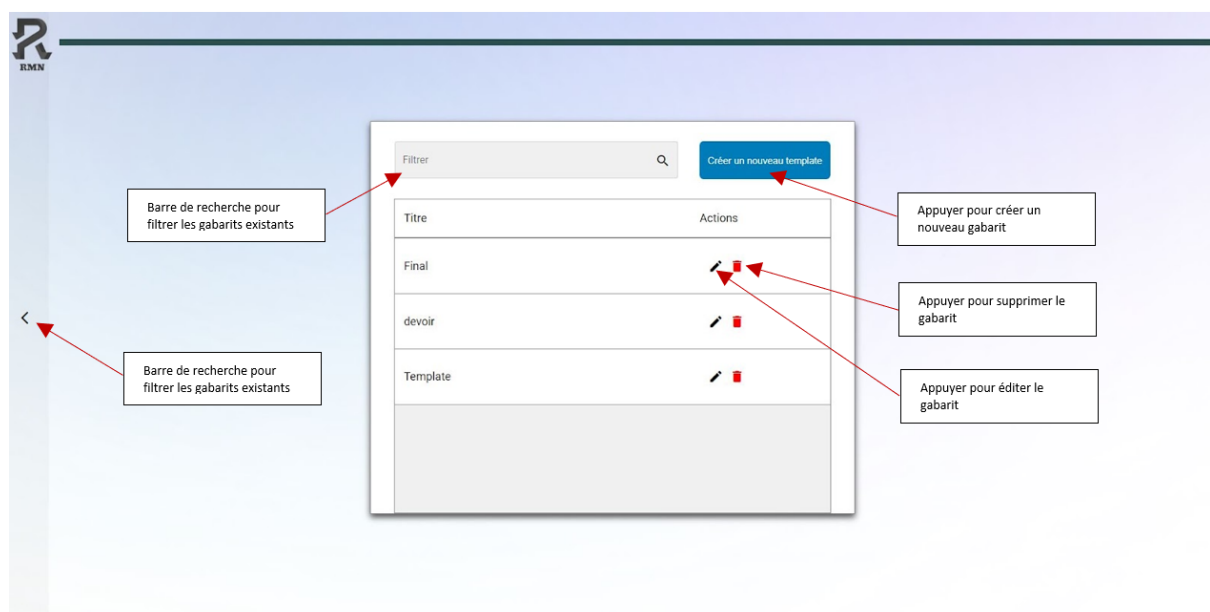 RMN
Filtrer
Créer un nouveau template
Barre de recherche pour
filtrer les gabarits existants
Titre
Actions
Appuyer pour créer un
nouveau gabarit
Final
Appuyer pour supprimer le
gabarit
devoir
Barre de recherche pour
filtrer les gabarits existants
Template
Appuyer pour éditer le
gabarit